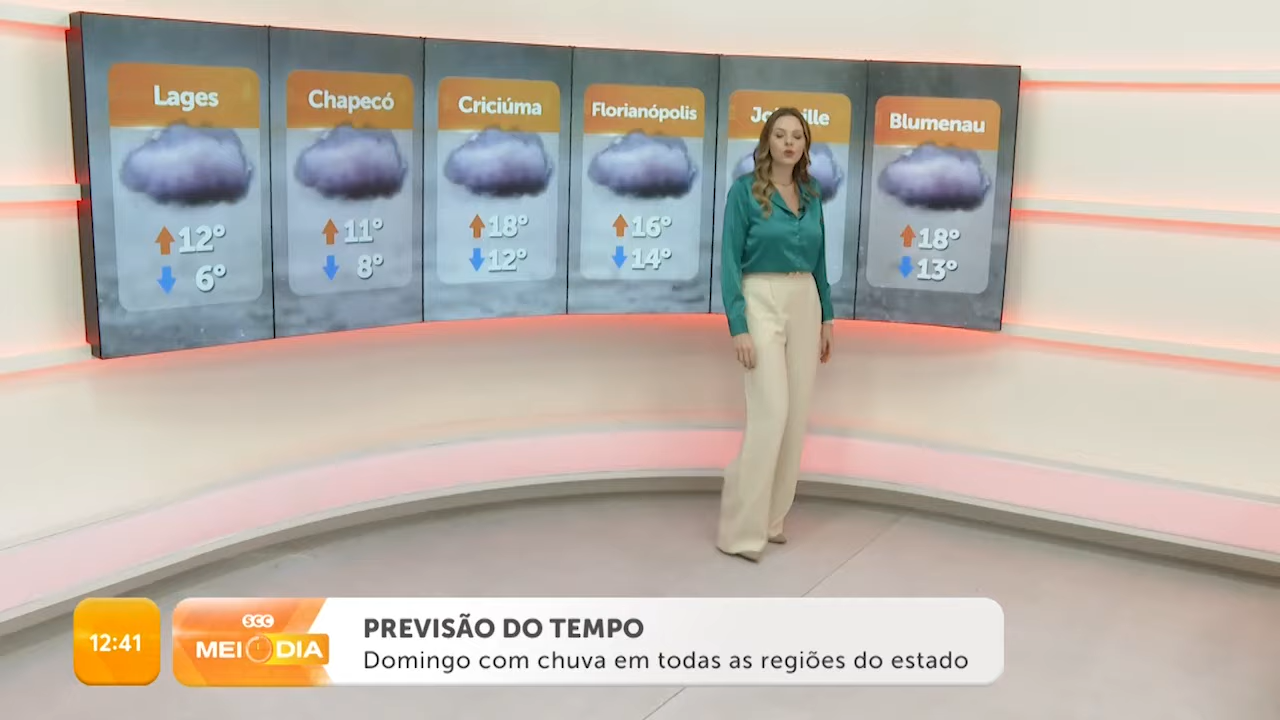 Lages
12°
6°
Chapecó
11°
8°
Criciúma
18°
12°
Florianópolis
16°
14°
Blumenau
18°
13°
12:41
SCC
MEIO DIA
PREVISÃO DO TEMPO
Domingo com chuva em todas as regiões do estado